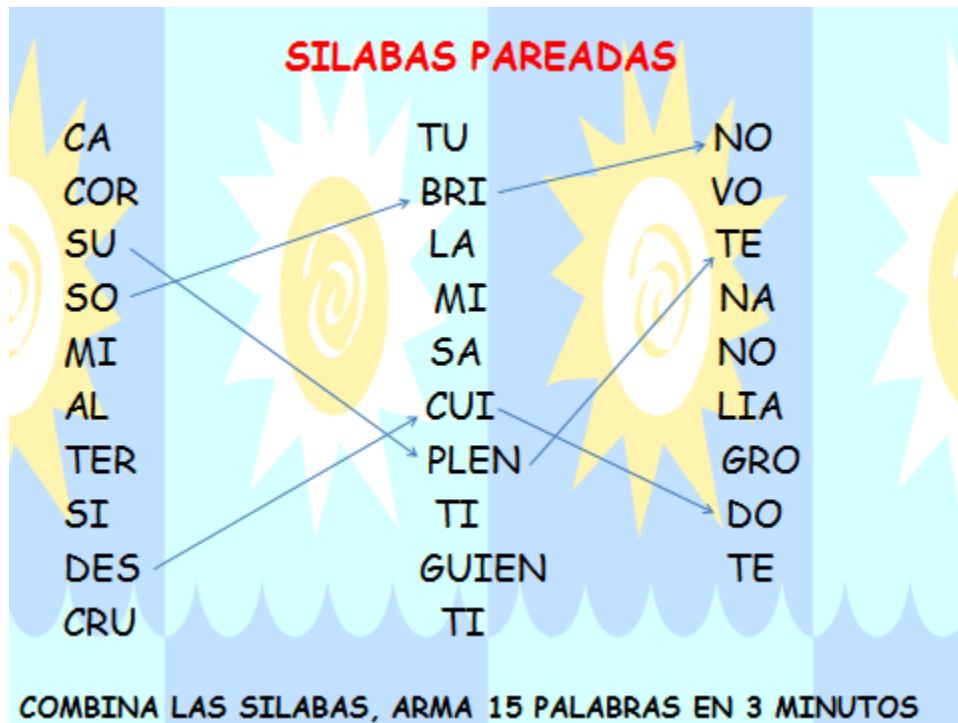 SILABAS PAREADAS
CA TU NO
COR BRI VO
SU LA TE
SO MI NA
MI SA NO
AL CUI LIA
TER PLEN GRO
SI TI DO
DES GUIEN TE
CRU TI
COMBINA LAS SILABAS, ARMA 15 PALABRAS EN 3 MINUTOS